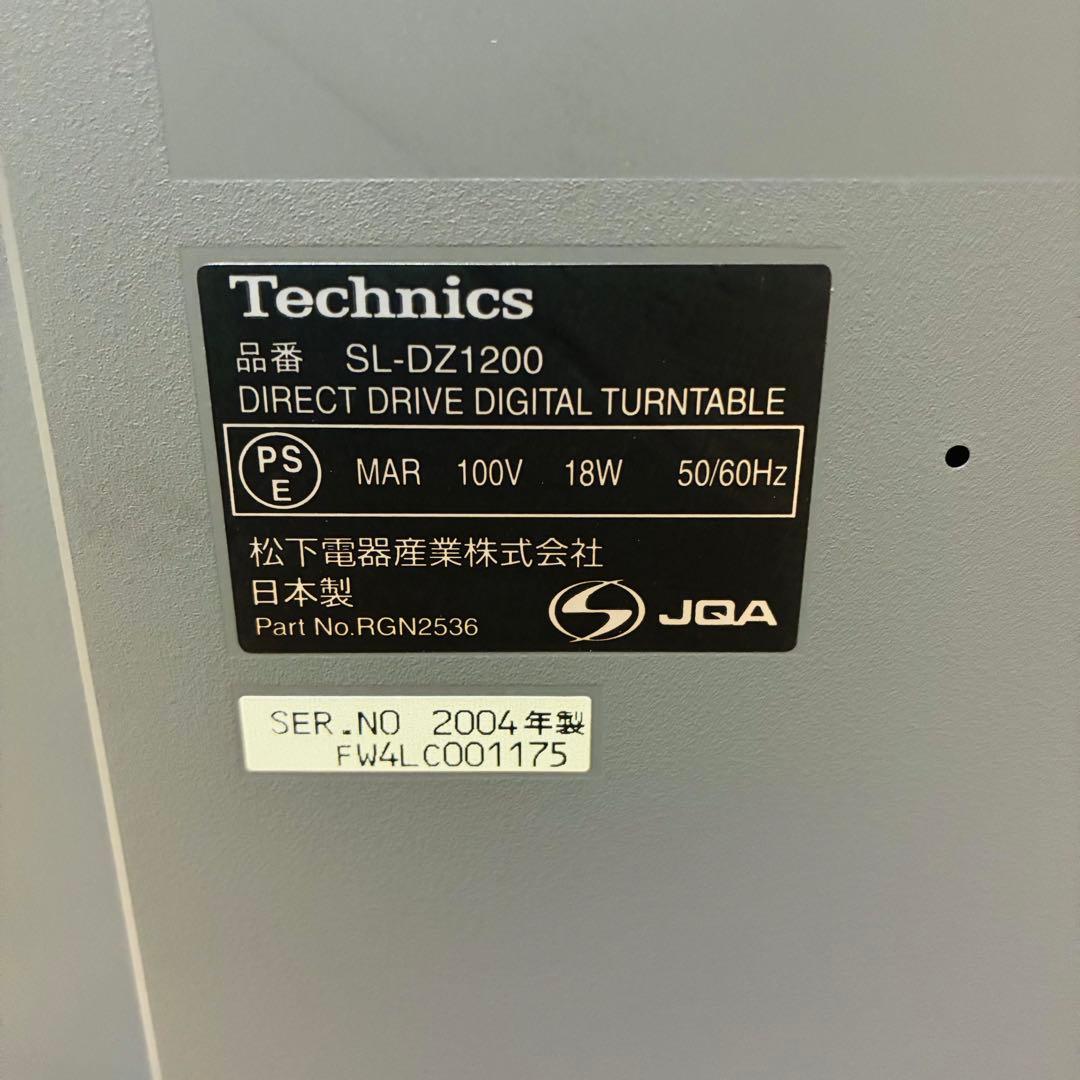 Technics
品番 SL-DZ1200
DIRECT DRIVE DIGITAL TURNTABLE
PS E MAR 100V 18W 50/60Hz
松下電器産業株式会社
日本製
Part No.RGN2536
JQA
SER.NO 2004年製
FW4LC001175